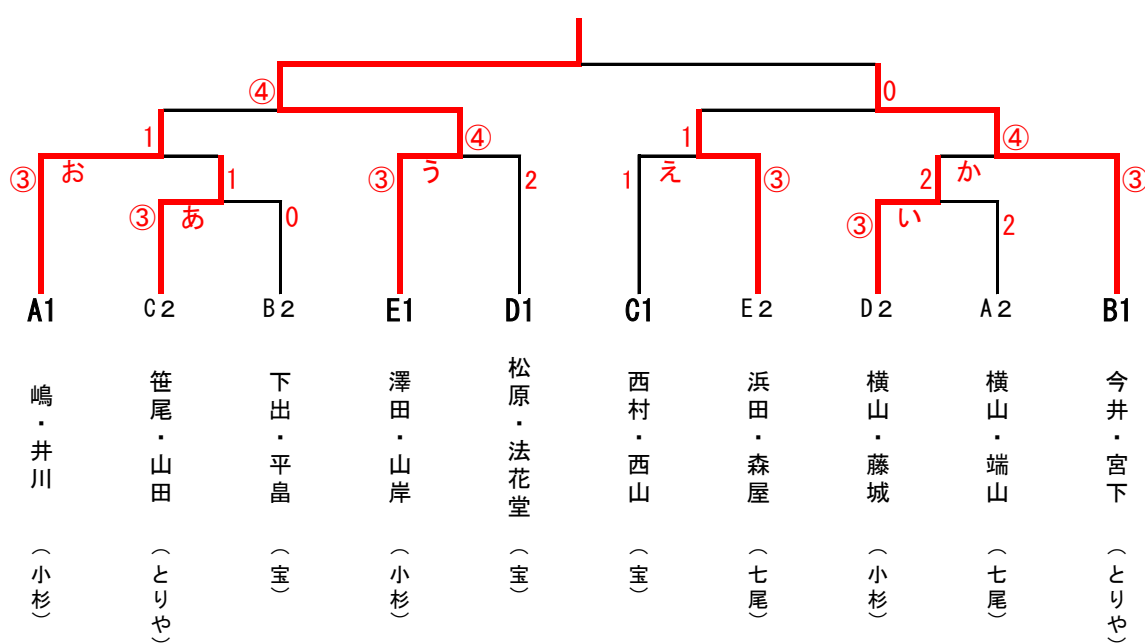 ④ 0
1 ④ 1 ④
③ お 1 ③ う 2 1 え ③ 2 か ③
③ あ 0 ③ い 2
A1 C2 B2 E1 D1 C1 E2 D2 A2 B1
嶋・井川
笹尾・山田
下出・平畠
澤田・山岸
松原・法花堂
西村・西山
浜田・森屋
横山・藤城
横山・端山
今井・宮下
（小杉）
（とりや）
（宝）
（小杉）
（宝）
（宝）
（七尾）
（小杉）
（七尾）
（とりや）